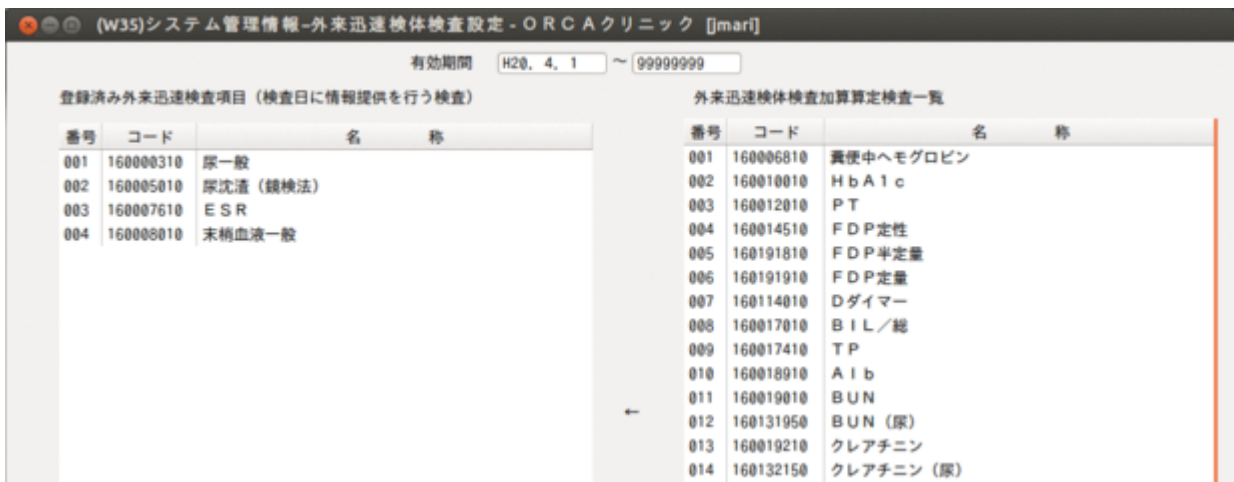 (W35)システム管理情報-外来迅速検体検査設定 - ORCAクリニック [jmari]
有効期間 H20. 4. 1 ～ 99999999
登録済み外来迅速検査項目（検査日に情報提供を行う検査）
番号 コード 名 称
001 160000310 尿一般
002 160005010 尿沈渣（鏡検法）
003 160007610 ESR
004 160008010 末梢血液一般
←
外来迅速検体検査加算算定検査一覧
番号 コード 名 称
001 160006810 糞便中ヘモグロビン
002 160010010 HbA1c
003 160012010 PT
004 160014510 FDP定性
005 160191810 FDP半定量
006 160191910 FDP定量
007 160114010 Dダイマー
008 160017010 BIL／総
009 160017410 TP
010 160018910 Alb
011 160019010 BUN
012 160131950 BUN（尿）
013 160019210 クレアチニン
014 160132150 クレアチニン（尿）